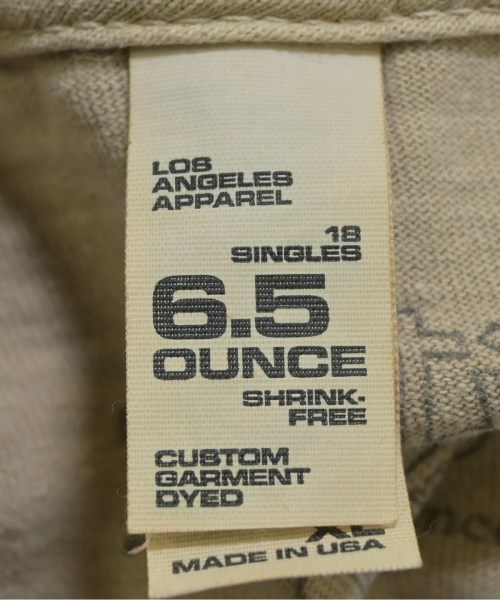 LOS
ANGELES
APPAREL
18
SINGLES
6.5
OUNCE
SHRINK-
FREE
CUSTOM
GARMENT
DYED
XL
MADE IN USA